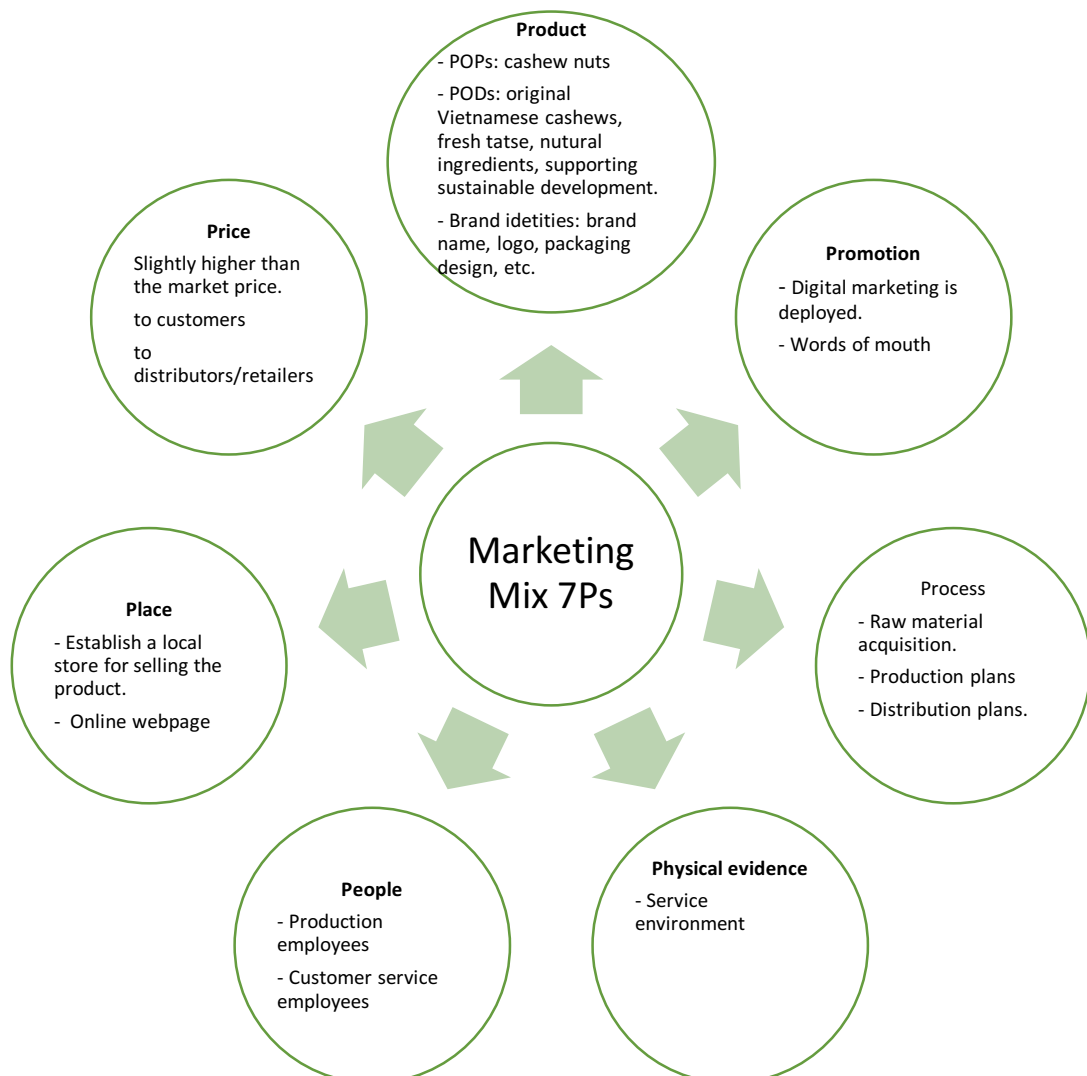 Product
- POPs: cashew nuts
- PODs: original
Vietnamese cashews,
fresh tatse, nutural
ingredients, supporting
sustainable development.
- Brand idetities: brand
name, logo, packaging
design, etc.
Price
Slightly higher than
the market price.
to customers
to
distributors/retailers
Promotion
- Digital marketing is
deployed.
- Words of mouth
Marketing
Mix 7Ps
Place
- Establish a local
store for selling the
product.
- Online webpage
Process
- Raw material
acquisition.
- Production plans
- Distribution plans.
People
- Production
employees
- Customer service
employees
Physical evidence
- Service
environment